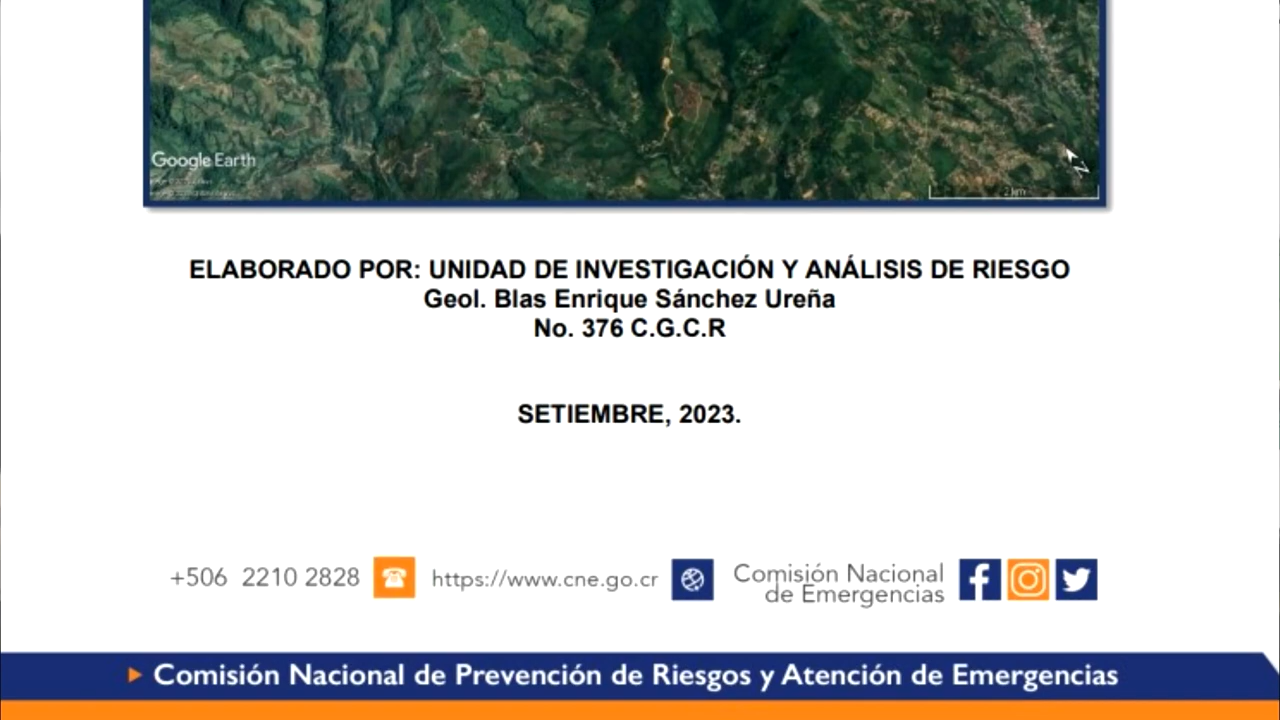 Google Earth
N
2 km
ELABORADO POR: UNIDAD DE INVESTIGACIÓN Y ANÁLISIS DE RIESGO
Geol. Blas Enrique Sánchez Ureña
No. 376 C.G.C.R
SETIEMBRE, 2023.
+506 2210 2828
https://www.cne.go.cr
Comisión Nacional
de Emergencias
Comisión Nacional de Prevención de Riesgos y Atención de Emergencias